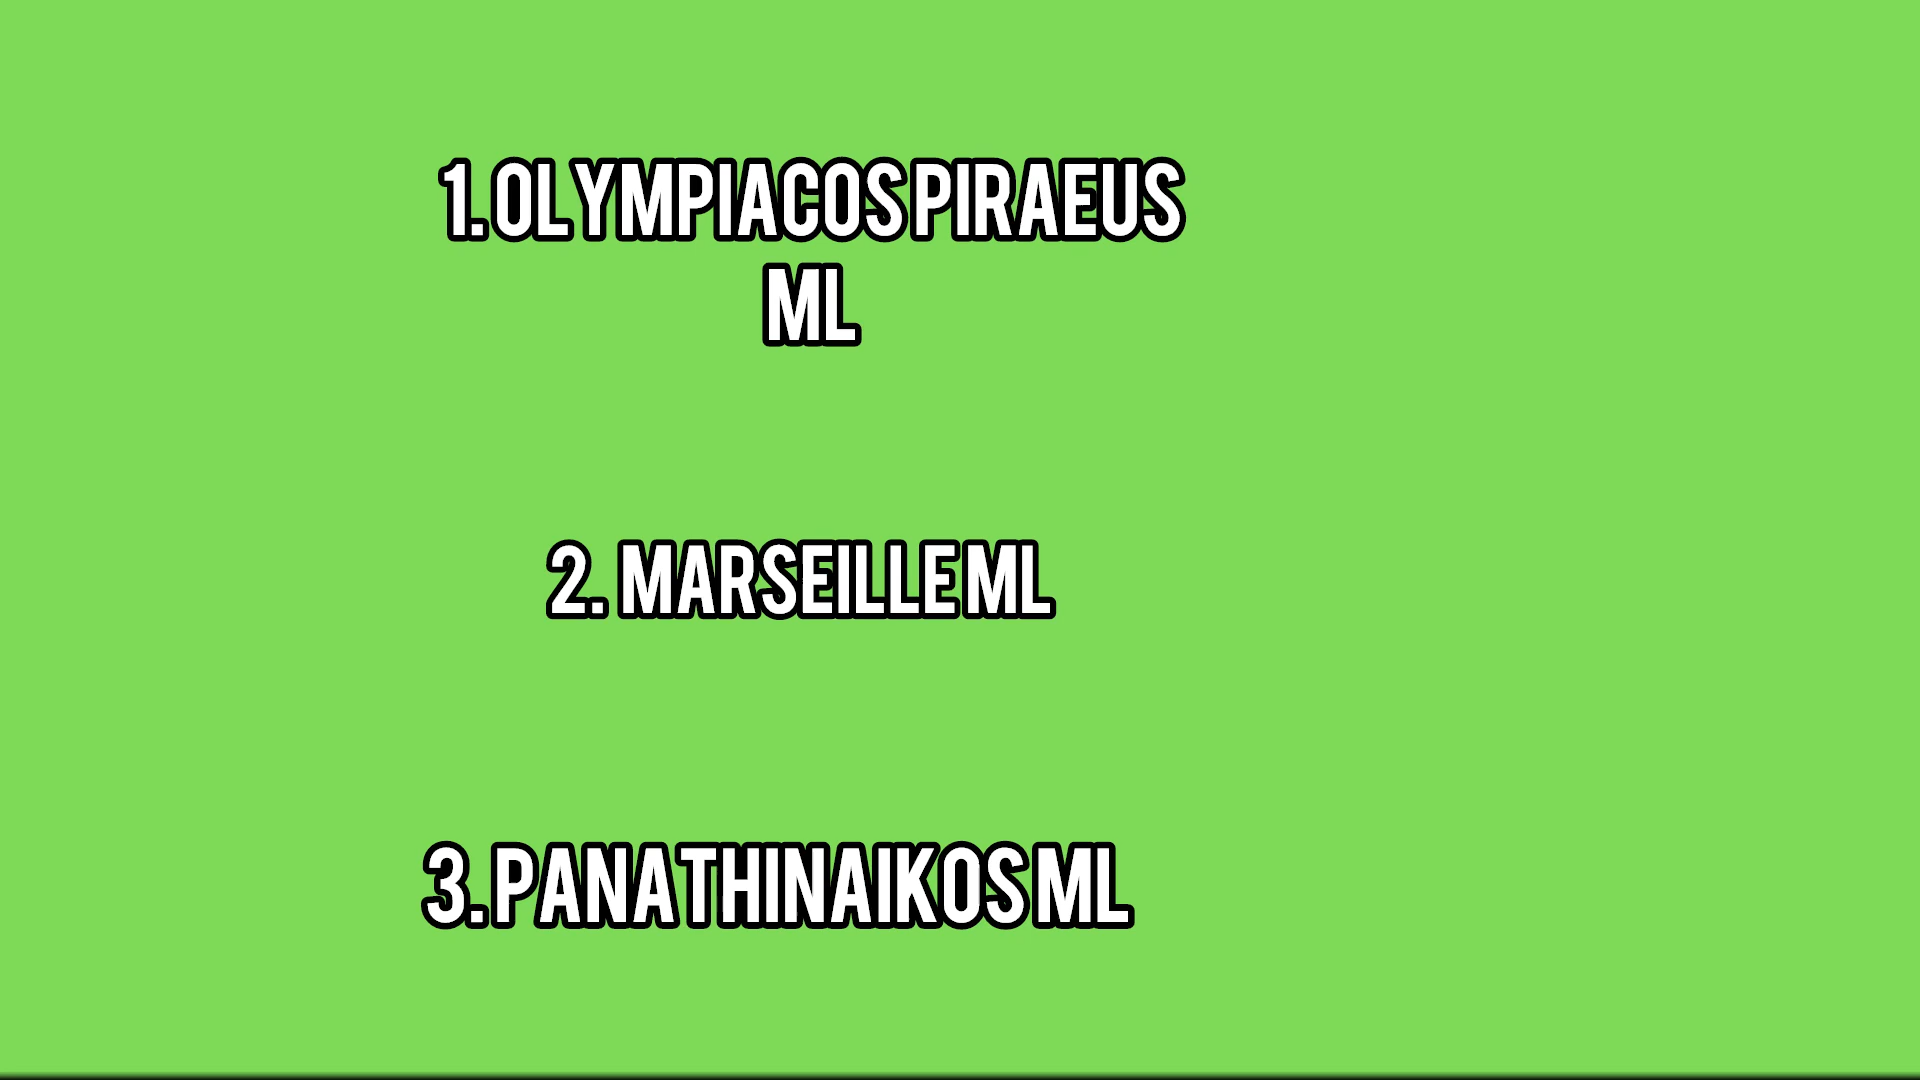 1. OLYMPIACOS PIRAEUS
ML
2. MARSEILLE ML
3. PANATHINAIKOS ML